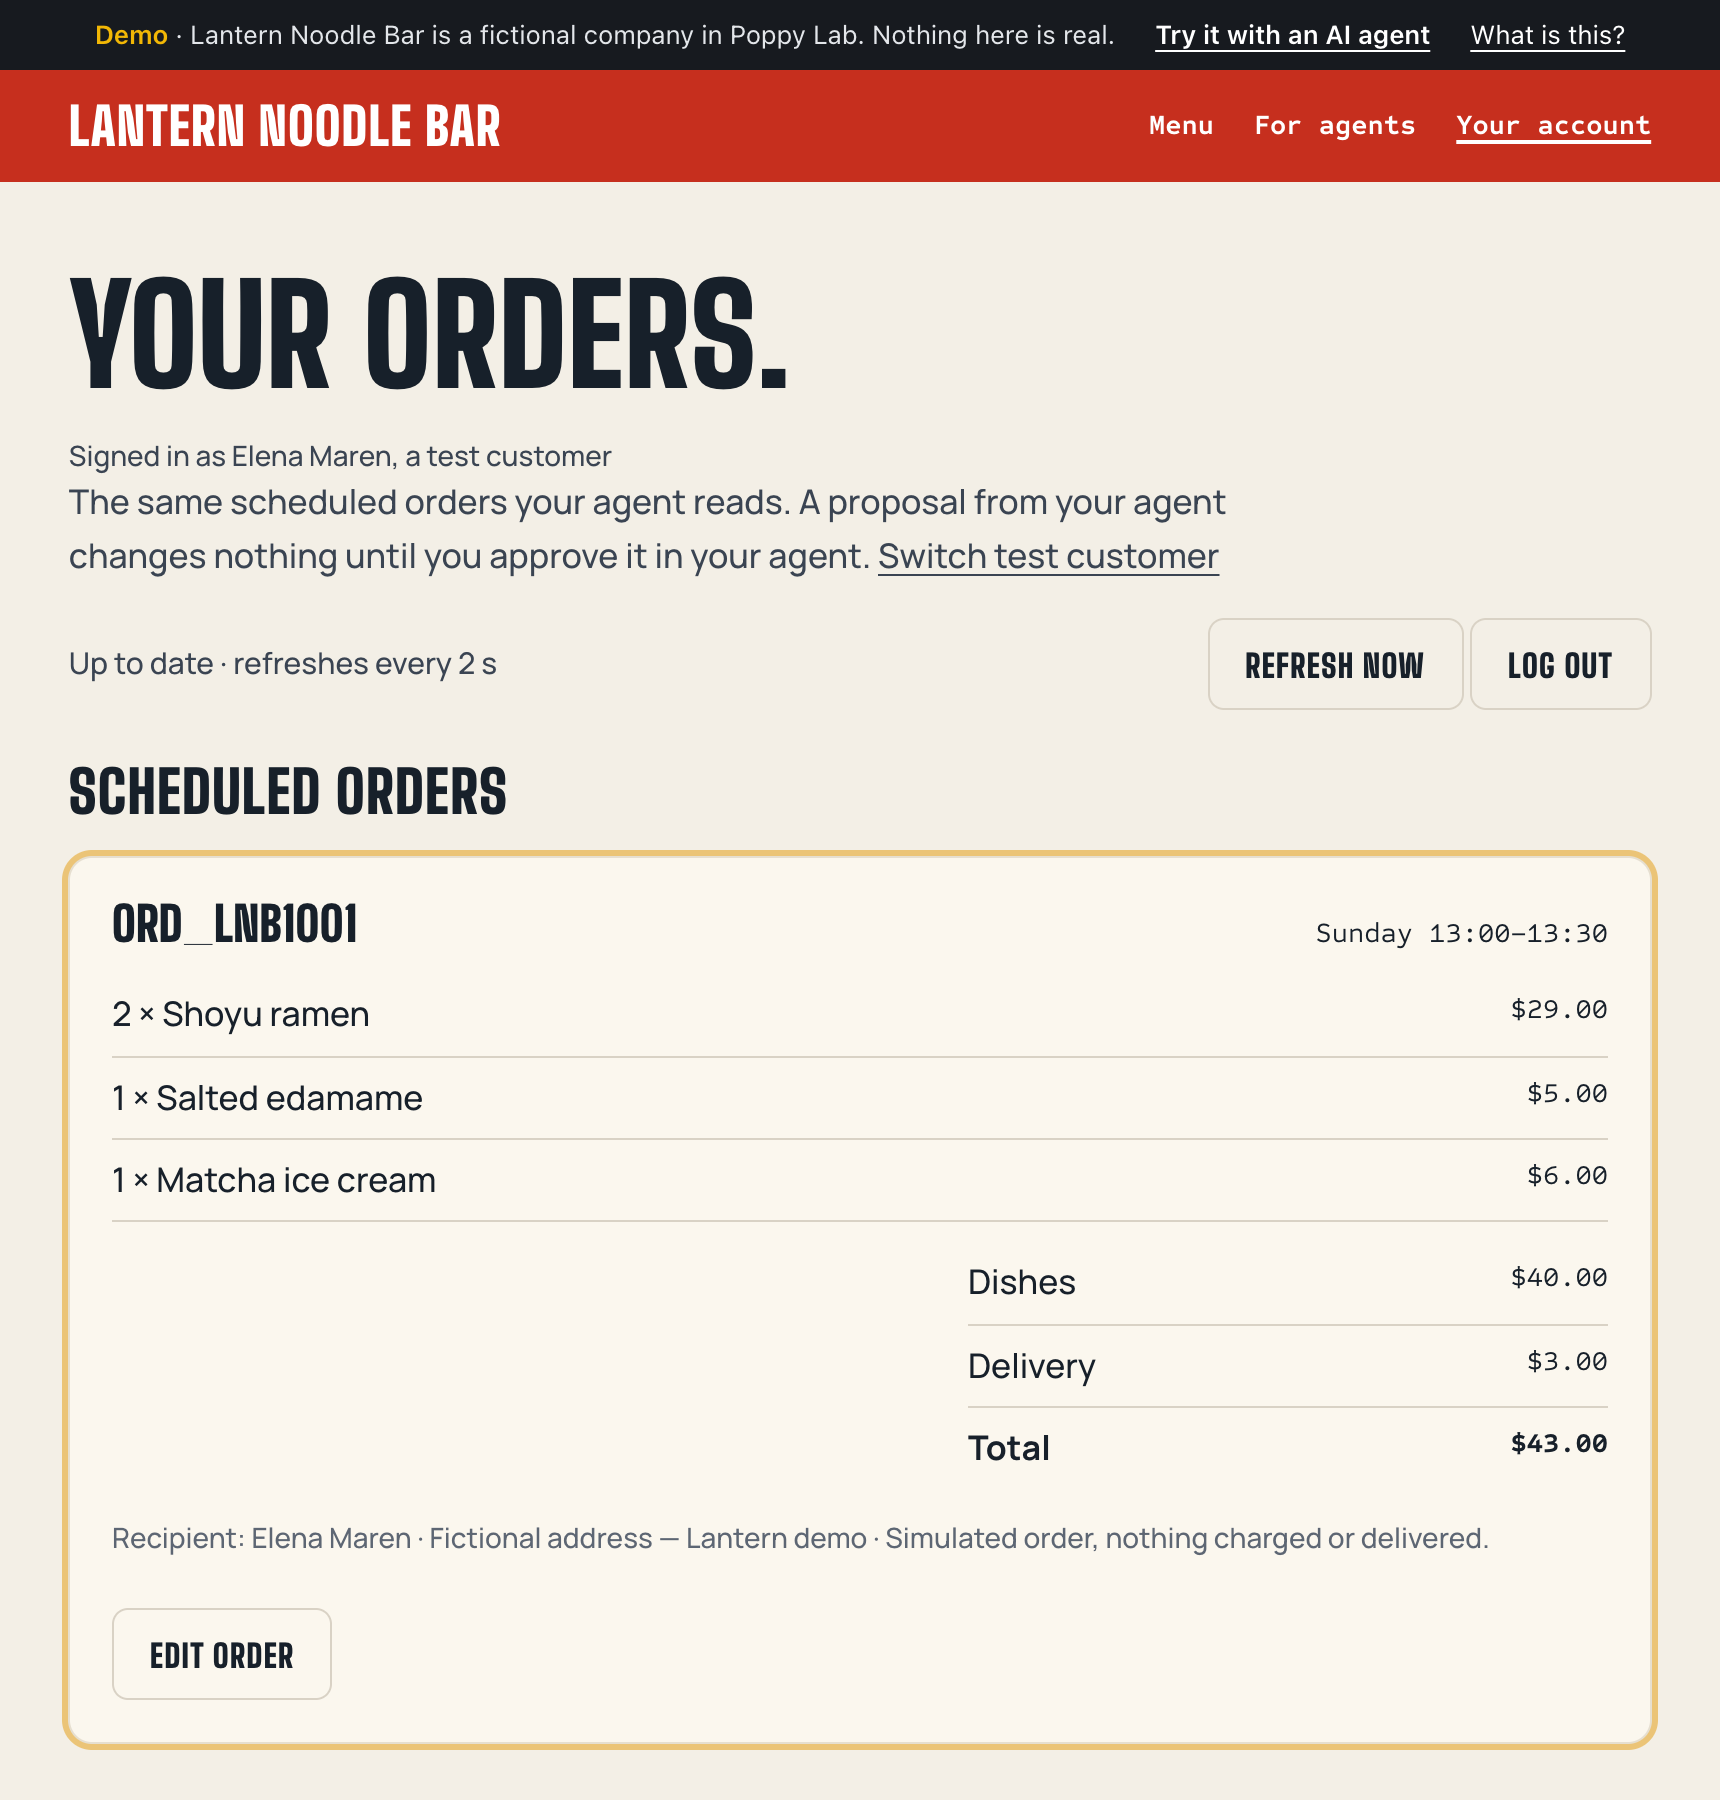 Demo · Lantern Noodle Bar is a fictional company in Poppy Lab. Nothing here is real. Try it with an AI agent What is this?
LANTERN NOODLE BAR Menu For agents Your account
YOUR ORDERS.
Signed in as Elena Maren, a test customer
The same scheduled orders your agent reads. A proposal from your agent
changes nothing until you approve it in your agent. Switch test customer
Up to date · refreshes every 2 s REFRESH NOW LOG OUT
SCHEDULED ORDERS
ORD_LNB1001 Sunday 13:00–13:30
2 × Shoyu ramen $29.00
1 × Salted edamame $5.00
1 × Matcha ice cream $6.00
Dishes $40.00
Delivery $3.00
Total $43.00
Recipient: Elena Maren · Fictional address — Lantern demo · Simulated order, nothing charged or delivered.
EDIT ORDER